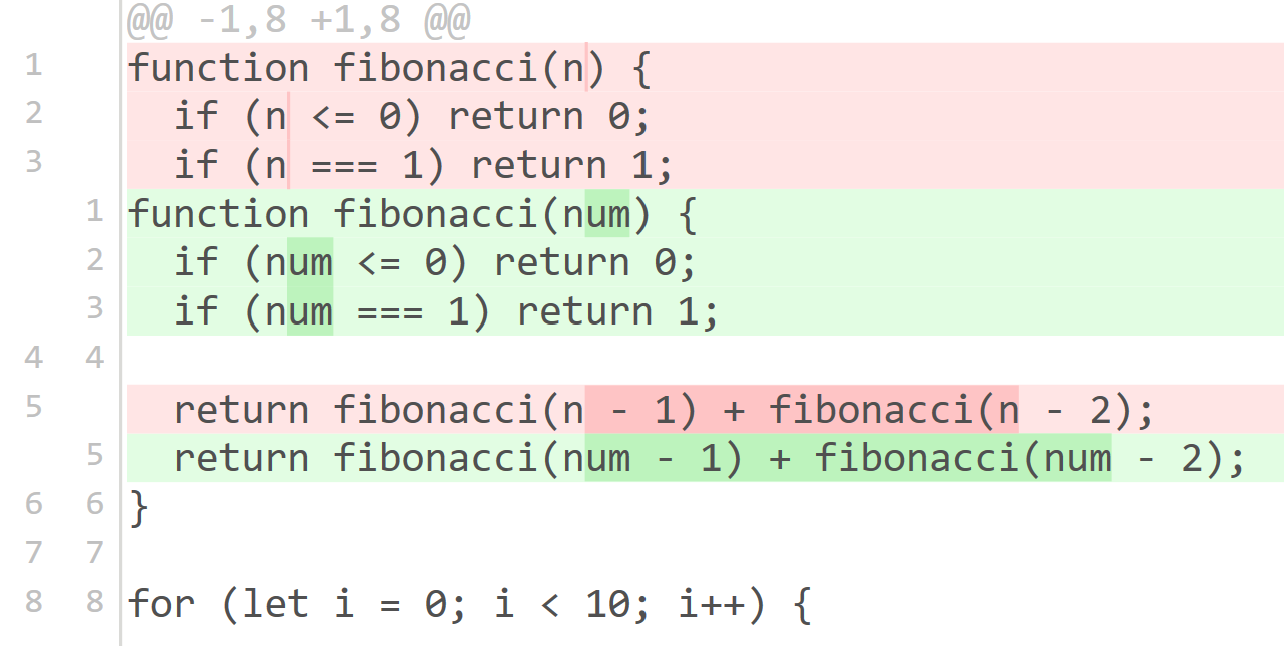 @@ -1,8 +1,8 @@
1 function fibonacci(n) {
2   if (n <= 0) return 0;
3   if (n === 1) return 1;
1 function fibonacci(num) {
2   if (num <= 0) return 0;
3   if (num === 1) return 1;
4 4
5   return fibonacci(n - 1) + fibonacci(n - 2);
5   return fibonacci(num - 1) + fibonacci(num - 2);
6 6 }
7 7
8 8 for (let i = 0; i < 10; i++) {